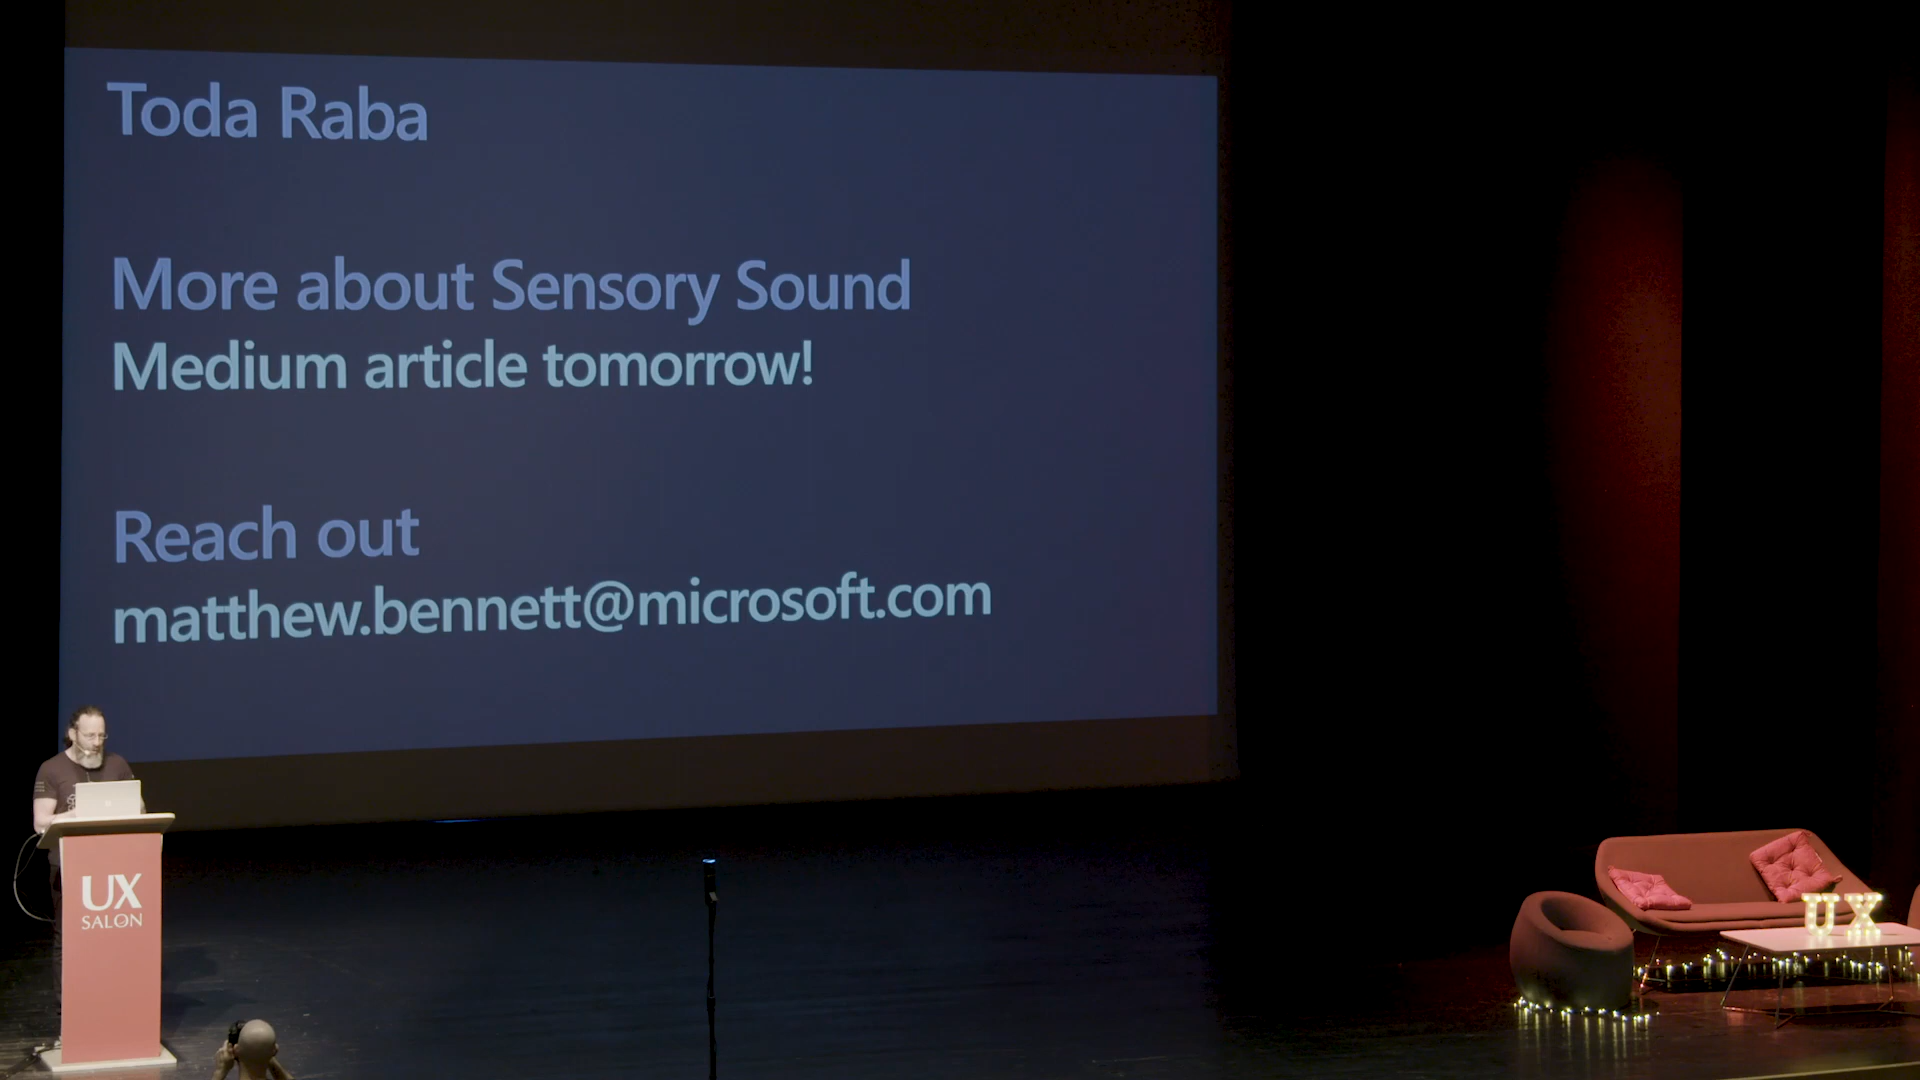 Toda Raba
More about Sensory Sound
Medium article tomorrow!
Reach out
matthew.bennett@microsoft.com
UX
SALON
UX